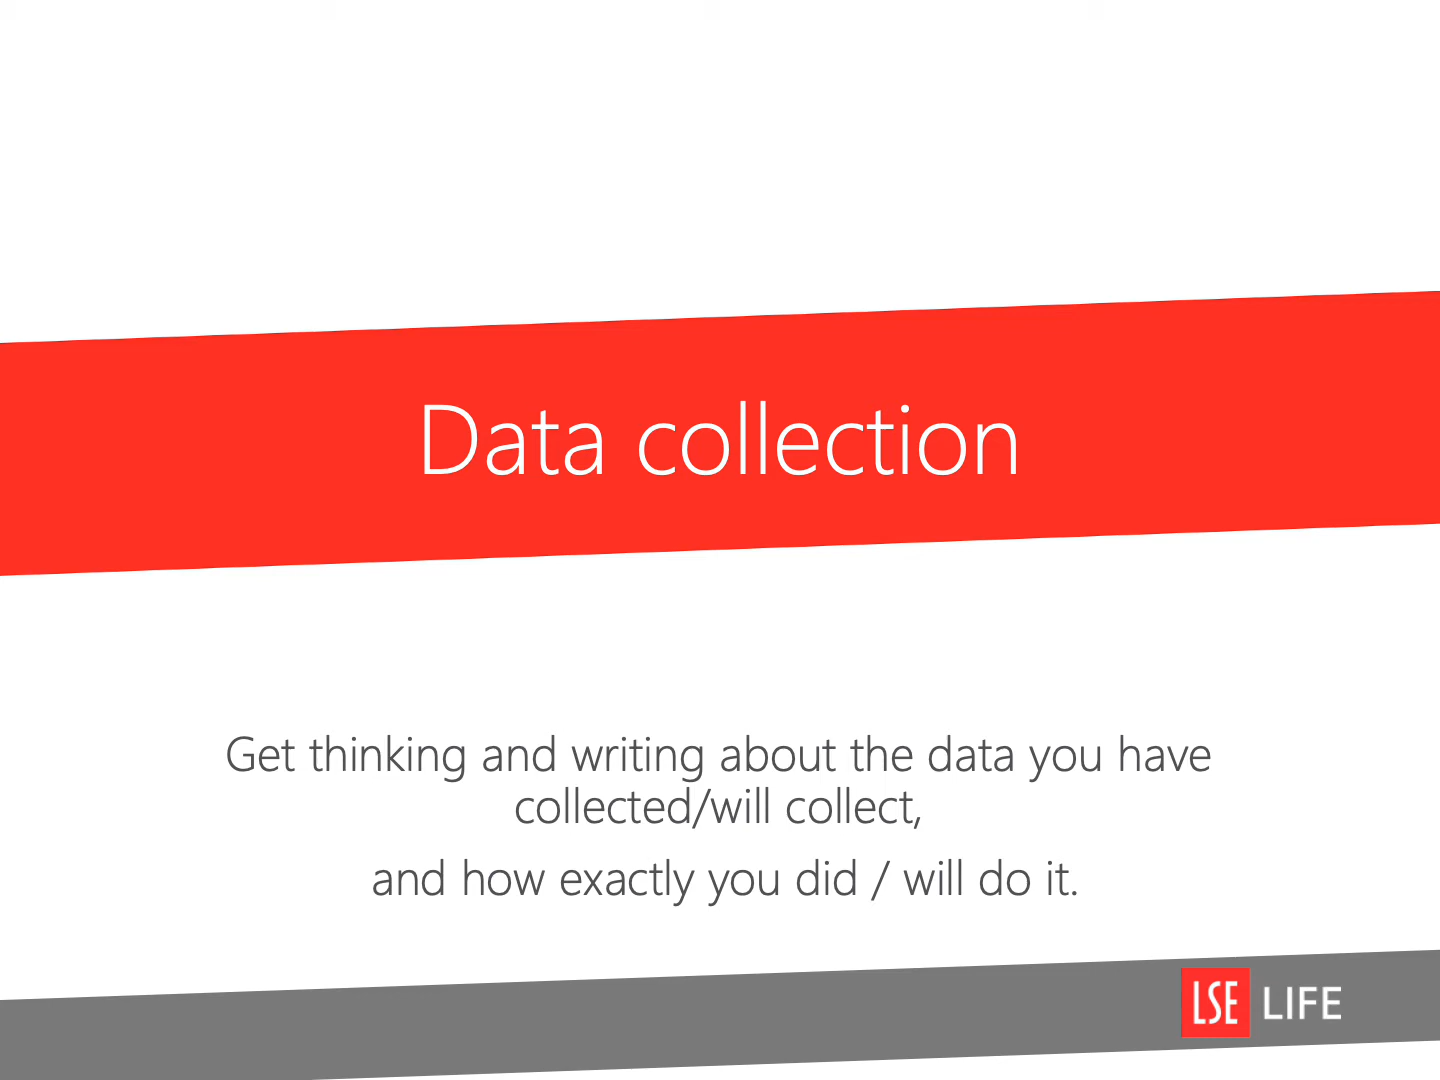 Data collection
Get thinking and writing about the data you have
collected/will collect,
and how exactly you did / will do it.
LSE LIFE